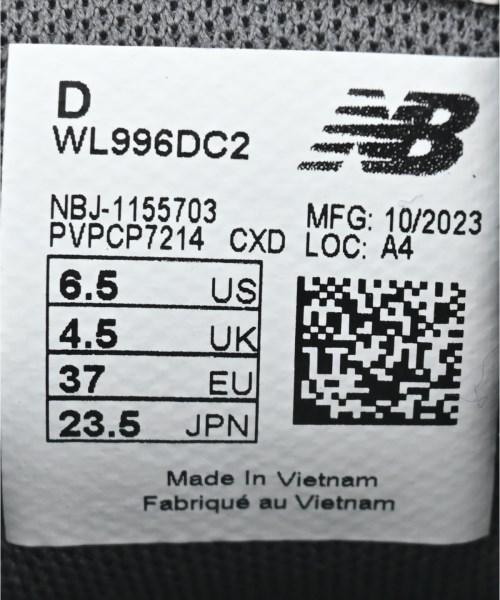 D
WL996DC2
NB
NBJ-1155703
PVPCP7214 CXD
MFG: 10/2023
LOC: A4
6.5 US
4.5 UK
37 EU
23.5 JPN
Made In Vietnam
Fabriqué au Vietnam